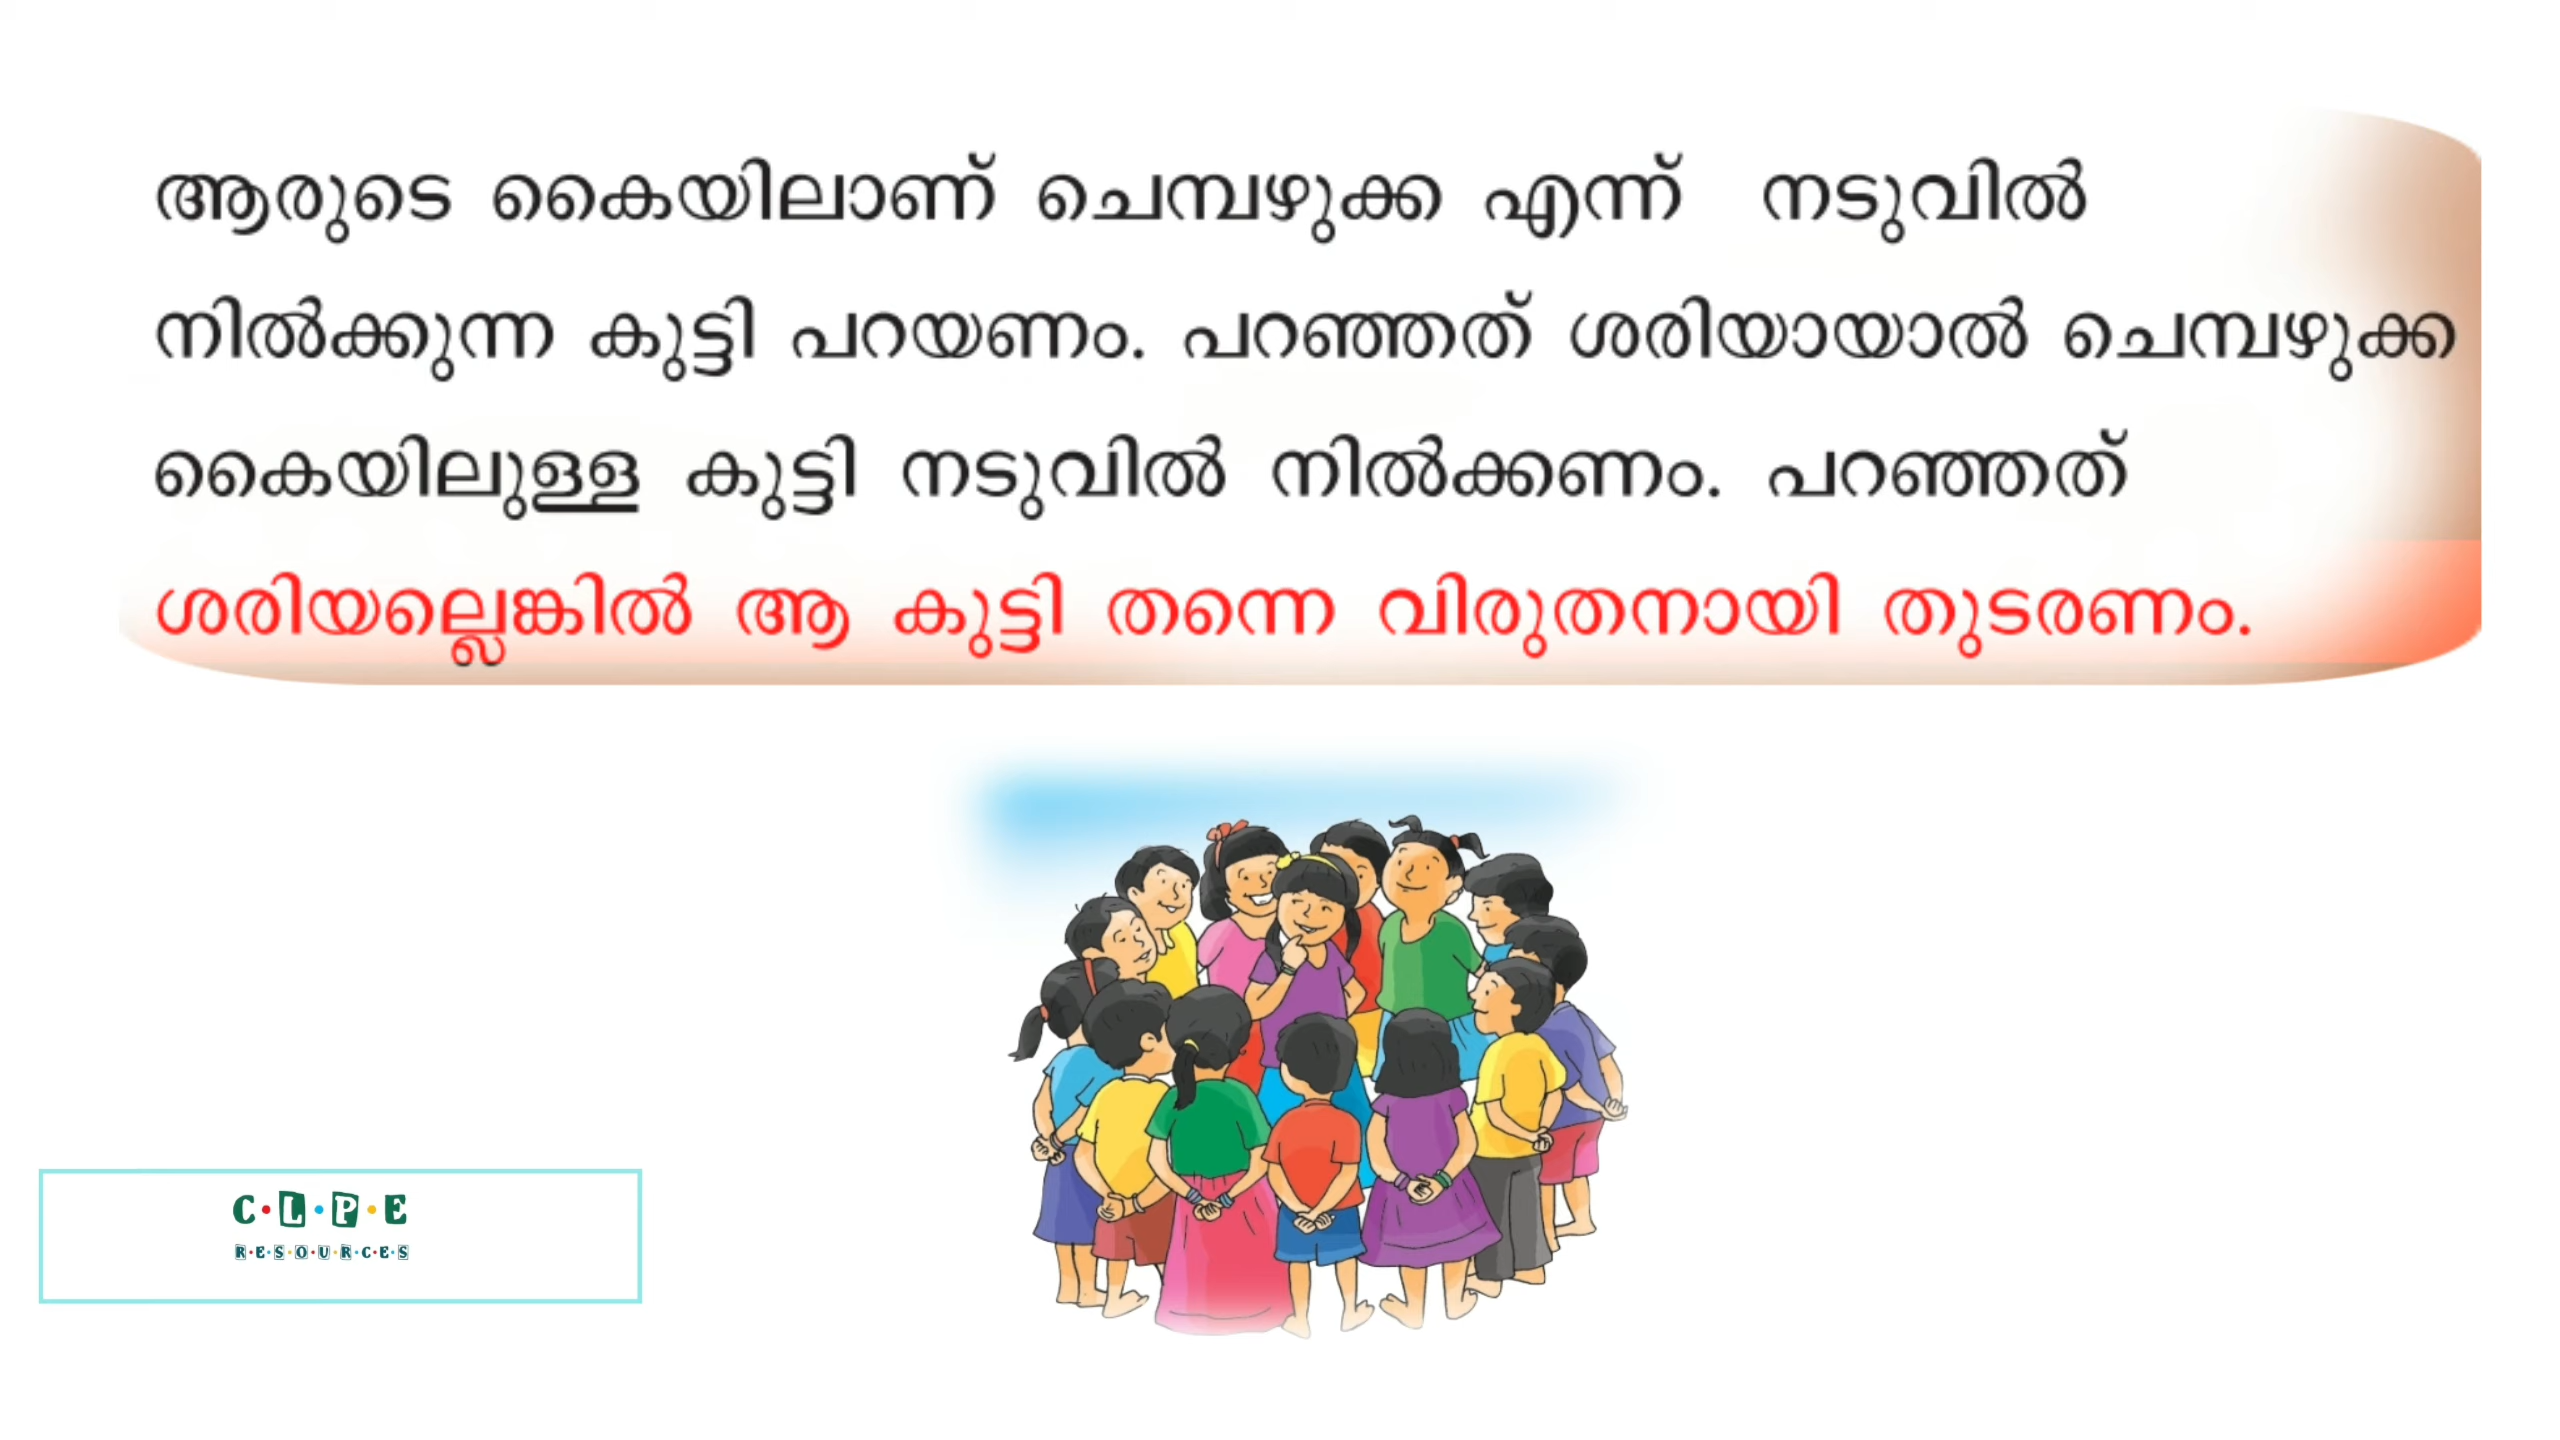 ആരുടെ കൈയിലാണ് ചെമ്പഴുക്ക എന്ന് നടുവിൽ
നിൽക്കുന്ന കുട്ടി പറയണം. പറഞ്ഞത് ശരിയായാൽ ചെമ്പഴുക്ക
കൈയിലുള്ള കുട്ടി നടുവിൽ നിൽക്കണം. പറഞ്ഞത്
ശരിയല്ലെങ്കിൽ ആ കുട്ടി തന്നെ വിരുതനായി തുടരണം.
C·L·P·E
R·E·S·O·U·R·C·E·S